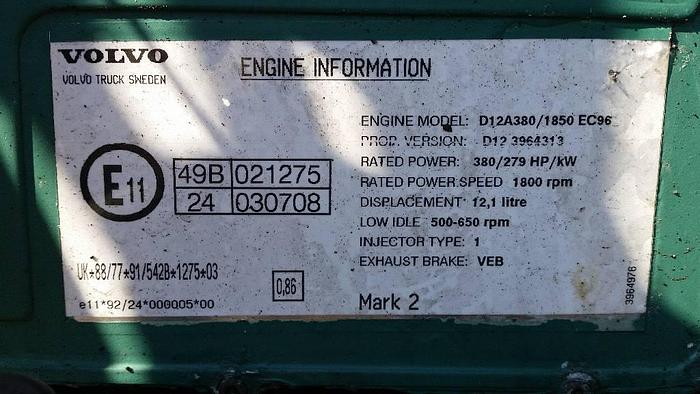 VOLVO
VOLVO TRUCK SWEDEN
ENGINE INFORMATION
ENGINE MODEL: D12A380/1850 EC96
PROD. VERSION: D12 3964313
RATED POWER: 380/279 HP/kW
RATED POWER SPEED 1800 rpm
DISPLACEMENT 12,1 litre
LOW IDLE 500-650 rpm
INJECTOR TYPE: 1
EXHAUST BRAKE: VEB
Mark 2
E11
49B 021275
24 030708
UK*88/77*91/542B*1275*03
0,86
e11*92/24*000005*00
3964976